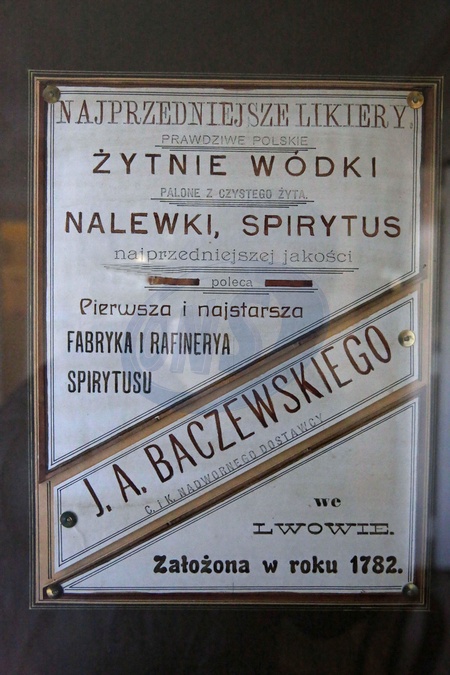 NAJPRZEDNIEJSZE LIKIERY,
PRAWDZIWE POLSKIE
ŻYTNIE WÓDKI
PALONE Z CZYSTEGO ŻYTA.
NALEWKI, SPIRYTUS
najprzedniejszej jakości
poleca
Pierwsza i najstarsza
FABRYKA I RAFINERYA
SPIRYTUSU
J. A. BACZEWSKIEGO
C. I K. NADWORNEGO DOSTAWCY
we
LWOWIE.
Założona w roku 1782.